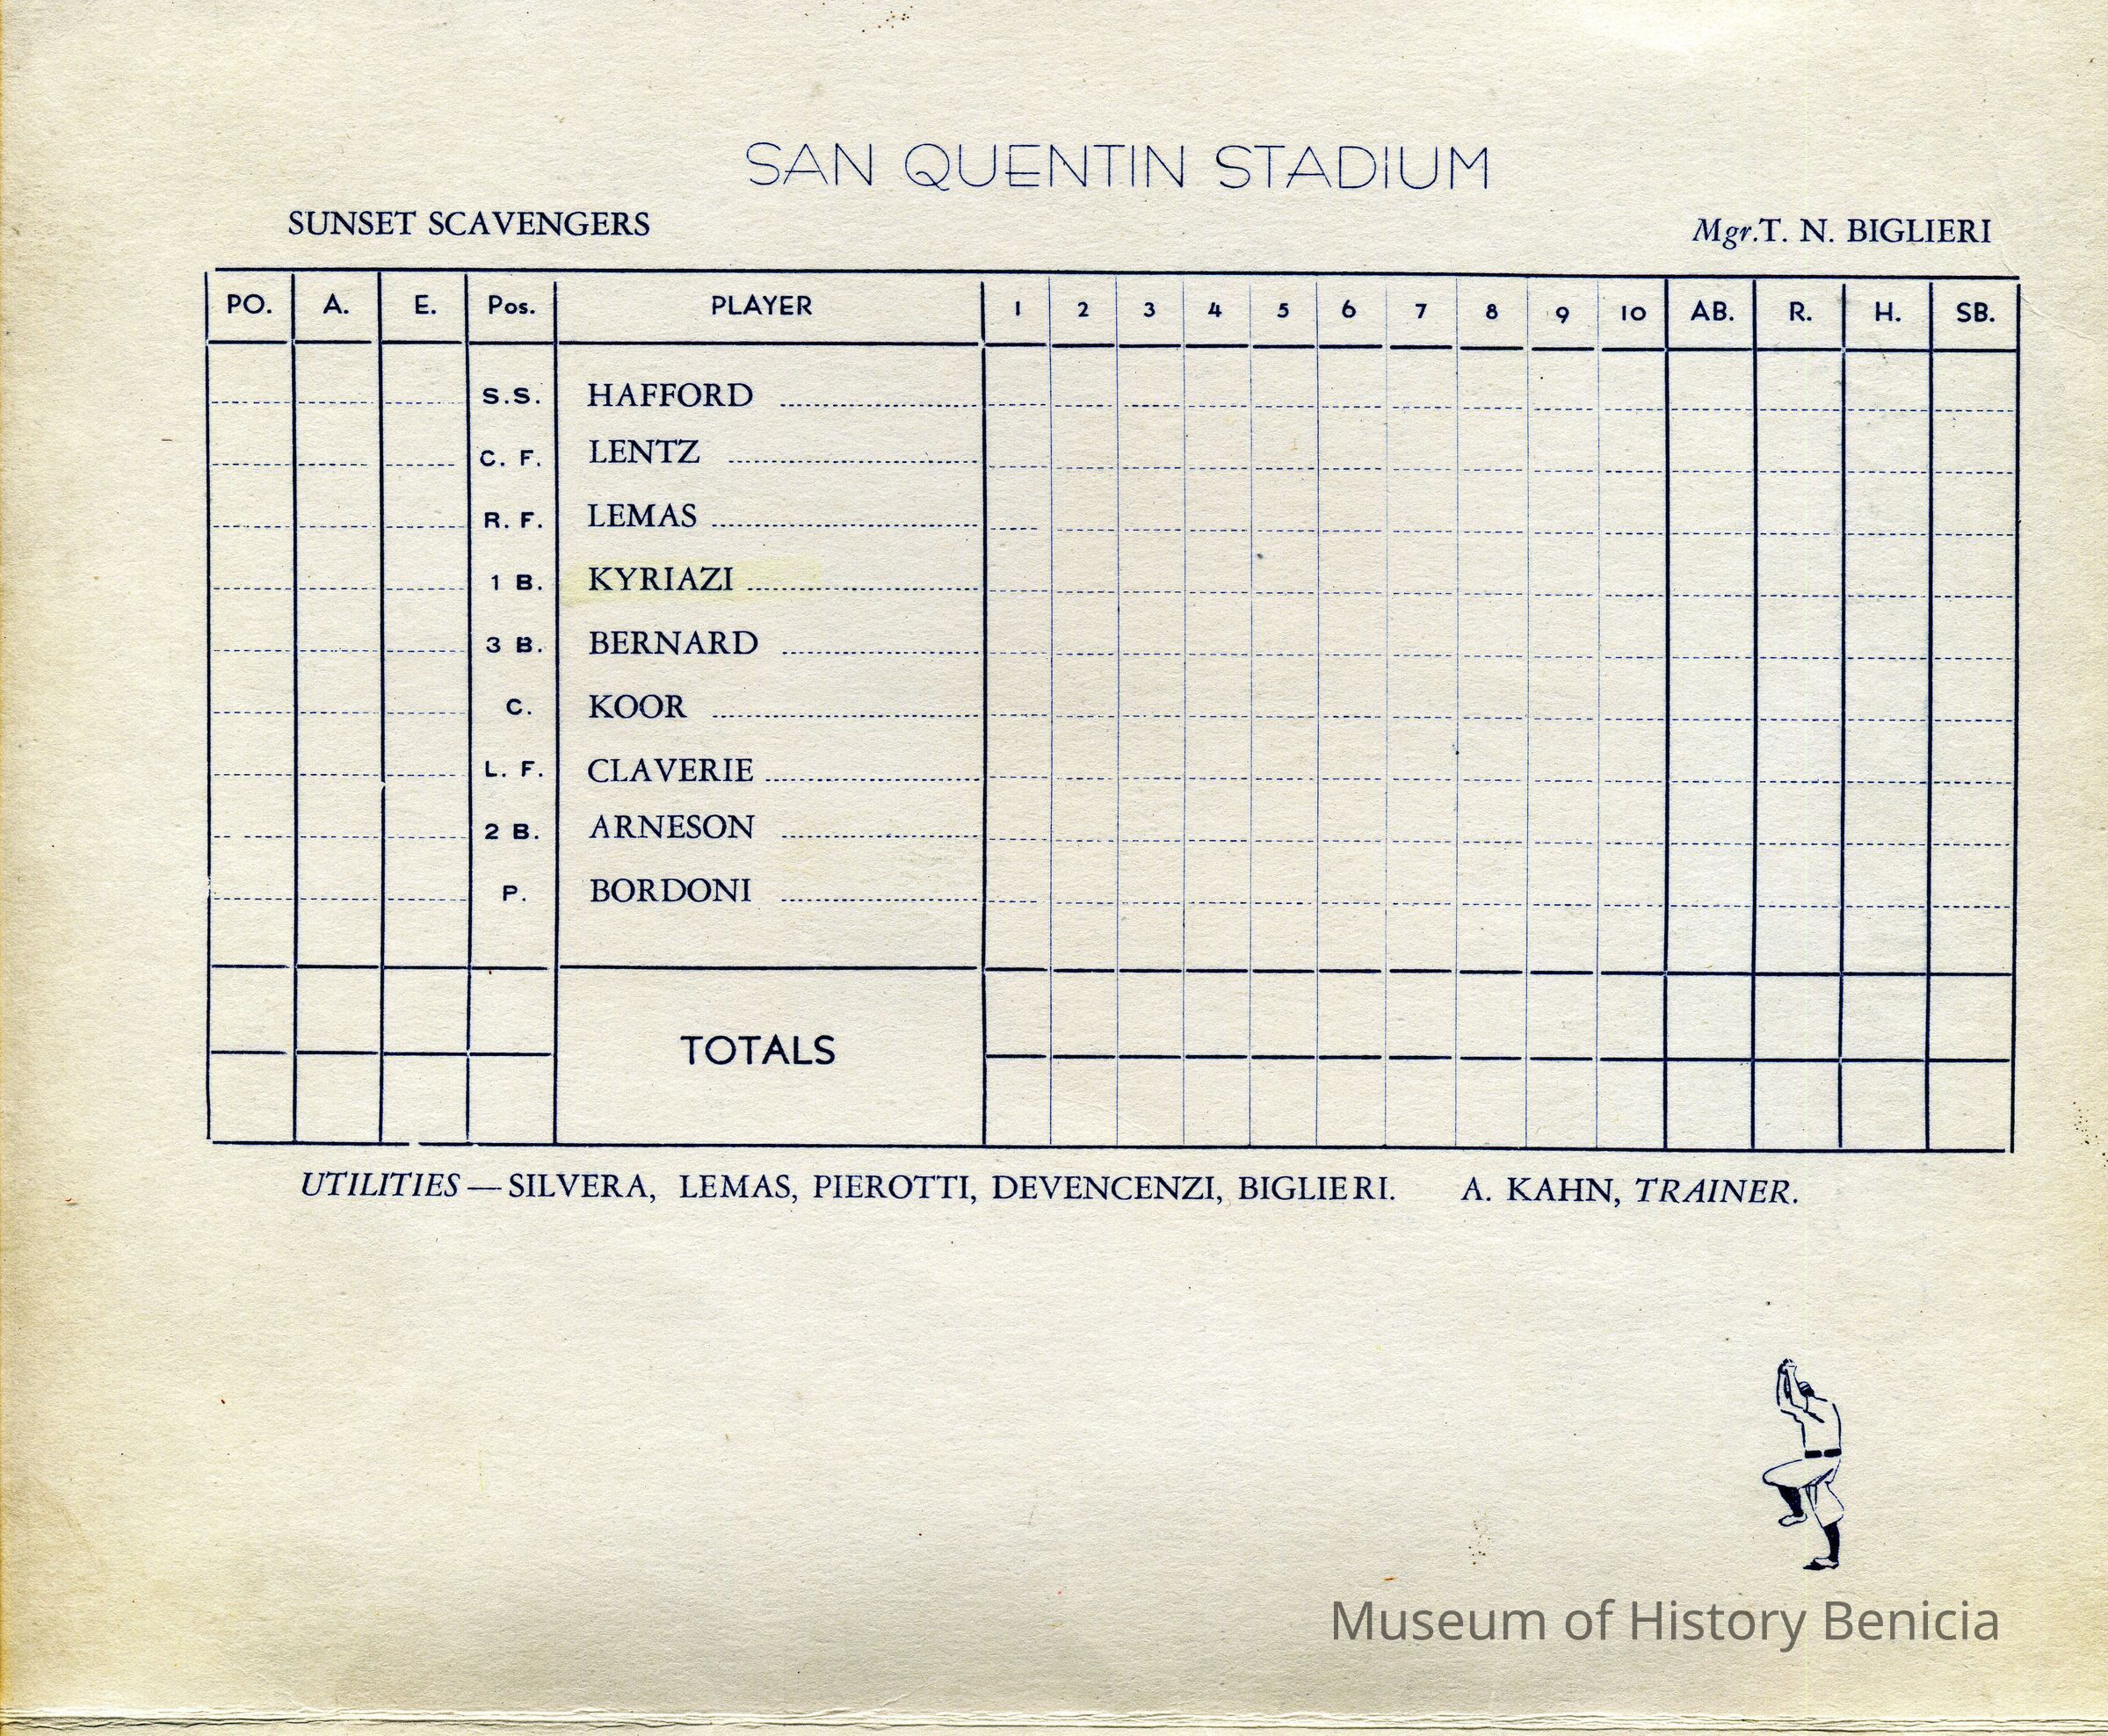 SAN QUENTIN STADIUM
SUNSET SCAVENGERS Mgr.T. N. BIGLIERI
PO. A. E. Pos. PLAYER 1 2 3 4 5 6 7 8 9 10 AB. R. H. SB.
S.S. HAFFORD
C. F. LENTZ
R. F. LEMAS
1 B. KYRIAZI
3 B. BERNARD
C. KOOR
L. F. CLAVERIE
2 B. ARNESON
P. BORDONI
TOTALS
UTILITIES — SILVERA, LEMAS, PIEROTTI, DEVENCENZI, BIGLIERI. A. KAHN, TRAINER.
Museum of History Benicia